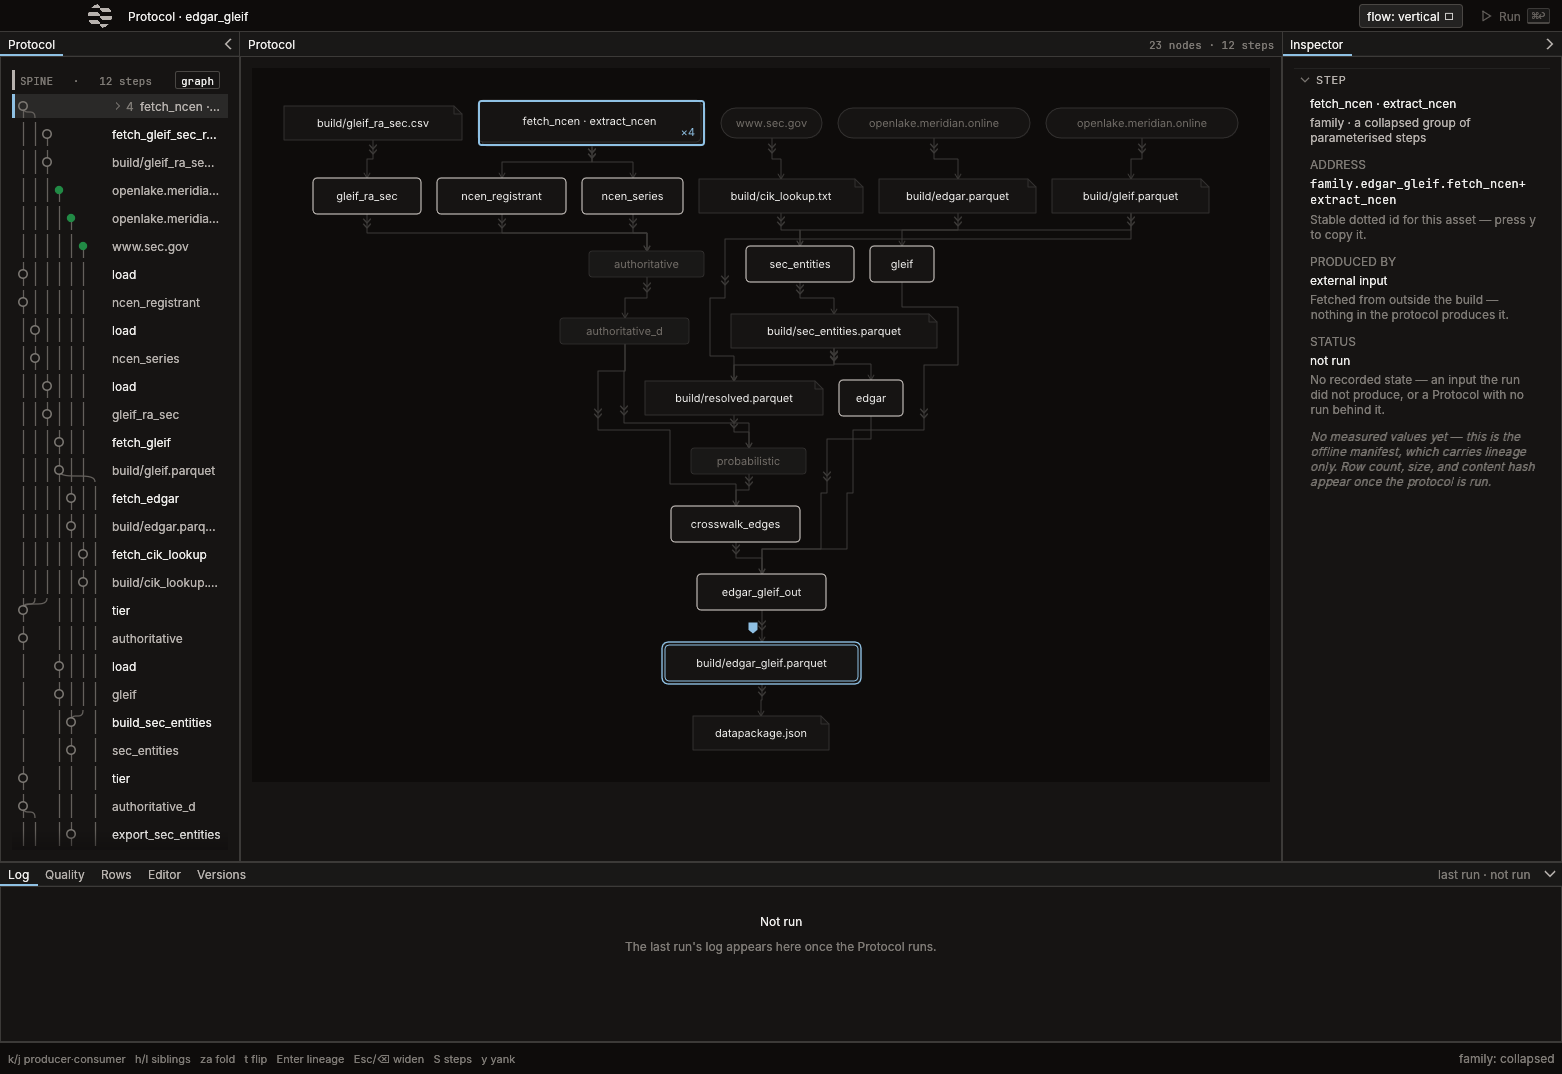 Protocol · edgar_gleif
flow: vertical
Run
Protocol
Protocol
23 nodes · 12 steps
Inspector
SPINE · 12 steps graph
4 fetch_ncen ·...
fetch_gleif_sec_r...
build/gleif_ra_se...
openlake.meridia...
openlake.meridia...
www.sec.gov
load
ncen_registrant
load
ncen_series
load
gleif_ra_sec
fetch_gleif
build/gleif.parquet
fetch_edgar
build/edgar.parq...
fetch_cik_lookup
build/cik_lookup....
tier
authoritative
load
gleif
build_sec_entities
sec_entities
tier
authoritative_d
export_sec_entities
build/gleif_ra_sec.csv
fetch_ncen · extract_ncen
×4
www.sec.gov
openlake.meridian.online
openlake.meridian.online
gleif_ra_sec
ncen_registrant
ncen_series
build/cik_lookup.txt
build/edgar.parquet
build/gleif.parquet
authoritative
sec_entities
gleif
authoritative_d
build/sec_entities.parquet
build/resolved.parquet
edgar
probabilistic
crosswalk_edges
edgar_gleif_out
build/edgar_gleif.parquet
datapackage.json
STEP
fetch_ncen · extract_ncen
family · a collapsed group of
parameterised steps
ADDRESS
family.edgar_gleif.fetch_ncen+
extract_ncen
Stable dotted id for this asset — press y
to copy it.
PRODUCED BY
external input
Fetched from outside the build —
nothing in the protocol produces it.
STATUS
not run
No recorded state — an input the run
did not produce, or a Protocol with no
run behind it.
No measured values yet — this is the
offline manifest, which carries lineage
only. Row count, size, and content hash
appear once the protocol is run.
Log Quality Rows Editor Versions
last run · not run
Not run
The last run's log appears here once the Protocol runs.
k/j producer·consumer h/l siblings za fold t flip Enter lineage Esc/⌫ widen S steps y yank
family: collapsed